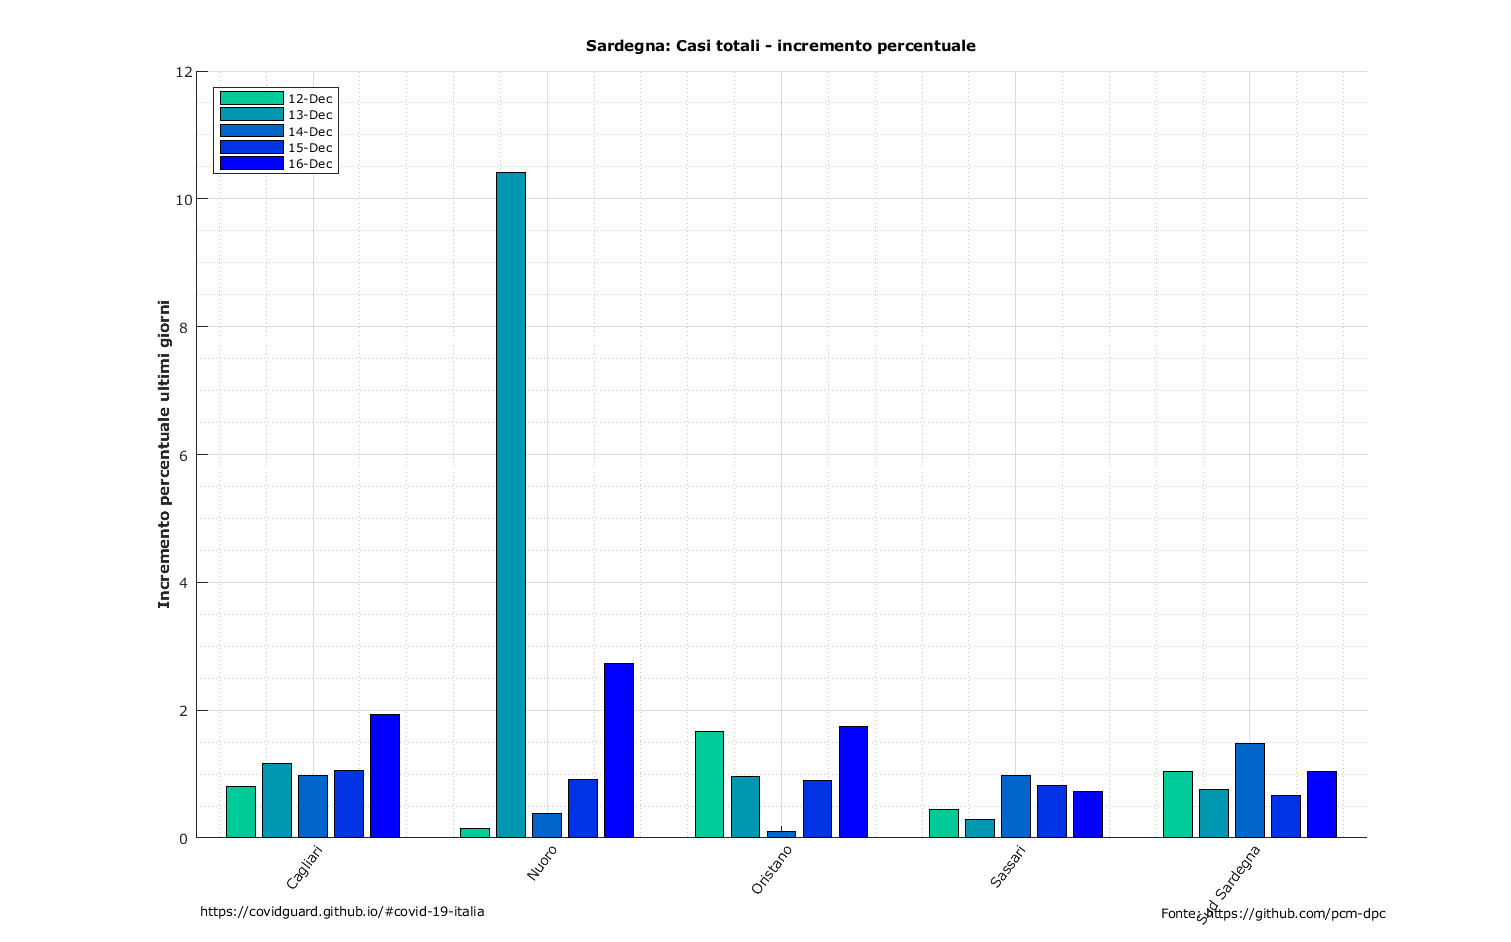 Sardegna: Casi totali - incremento percentuale
12
10
8
6
4
2
0
Incremento percentuale ultimi giorni
12-Dec
13-Dec
14-Dec
15-Dec
16-Dec
Cagliari
Nuoro
Oristano
Sassari
Sud Sardegna
https://covidguard.github.io/#covid-19-italia
Fonte: https://github.com/pcm-dpc